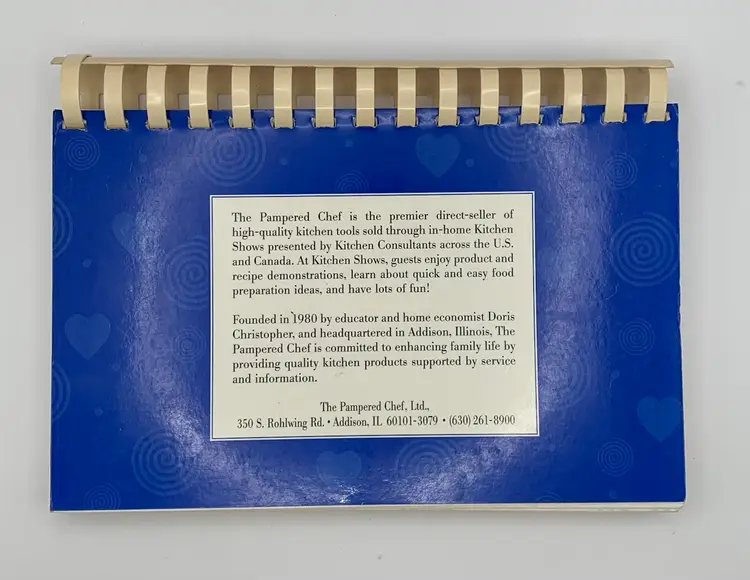 The Pampered Chef is the premier direct-seller of
high-quality kitchen tools sold through in-home Kitchen
Shows presented by Kitchen Consultants across the U.S.
and Canada. At Kitchen Shows, guests enjoy product and
recipe demonstrations, learn about quick and easy food
preparation ideas, and have lots of fun!
Founded in 1980 by educator and home economist Doris
Christopher, and headquartered in Addison, Illinois, The
Pampered Chef is committed to enhancing family life by
providing quality kitchen products supported by service
and information.
The Pampered Chef, Ltd.,
350 S. Rohlwing Rd. • Addison, IL 60101-3079 • (630) 261-8900